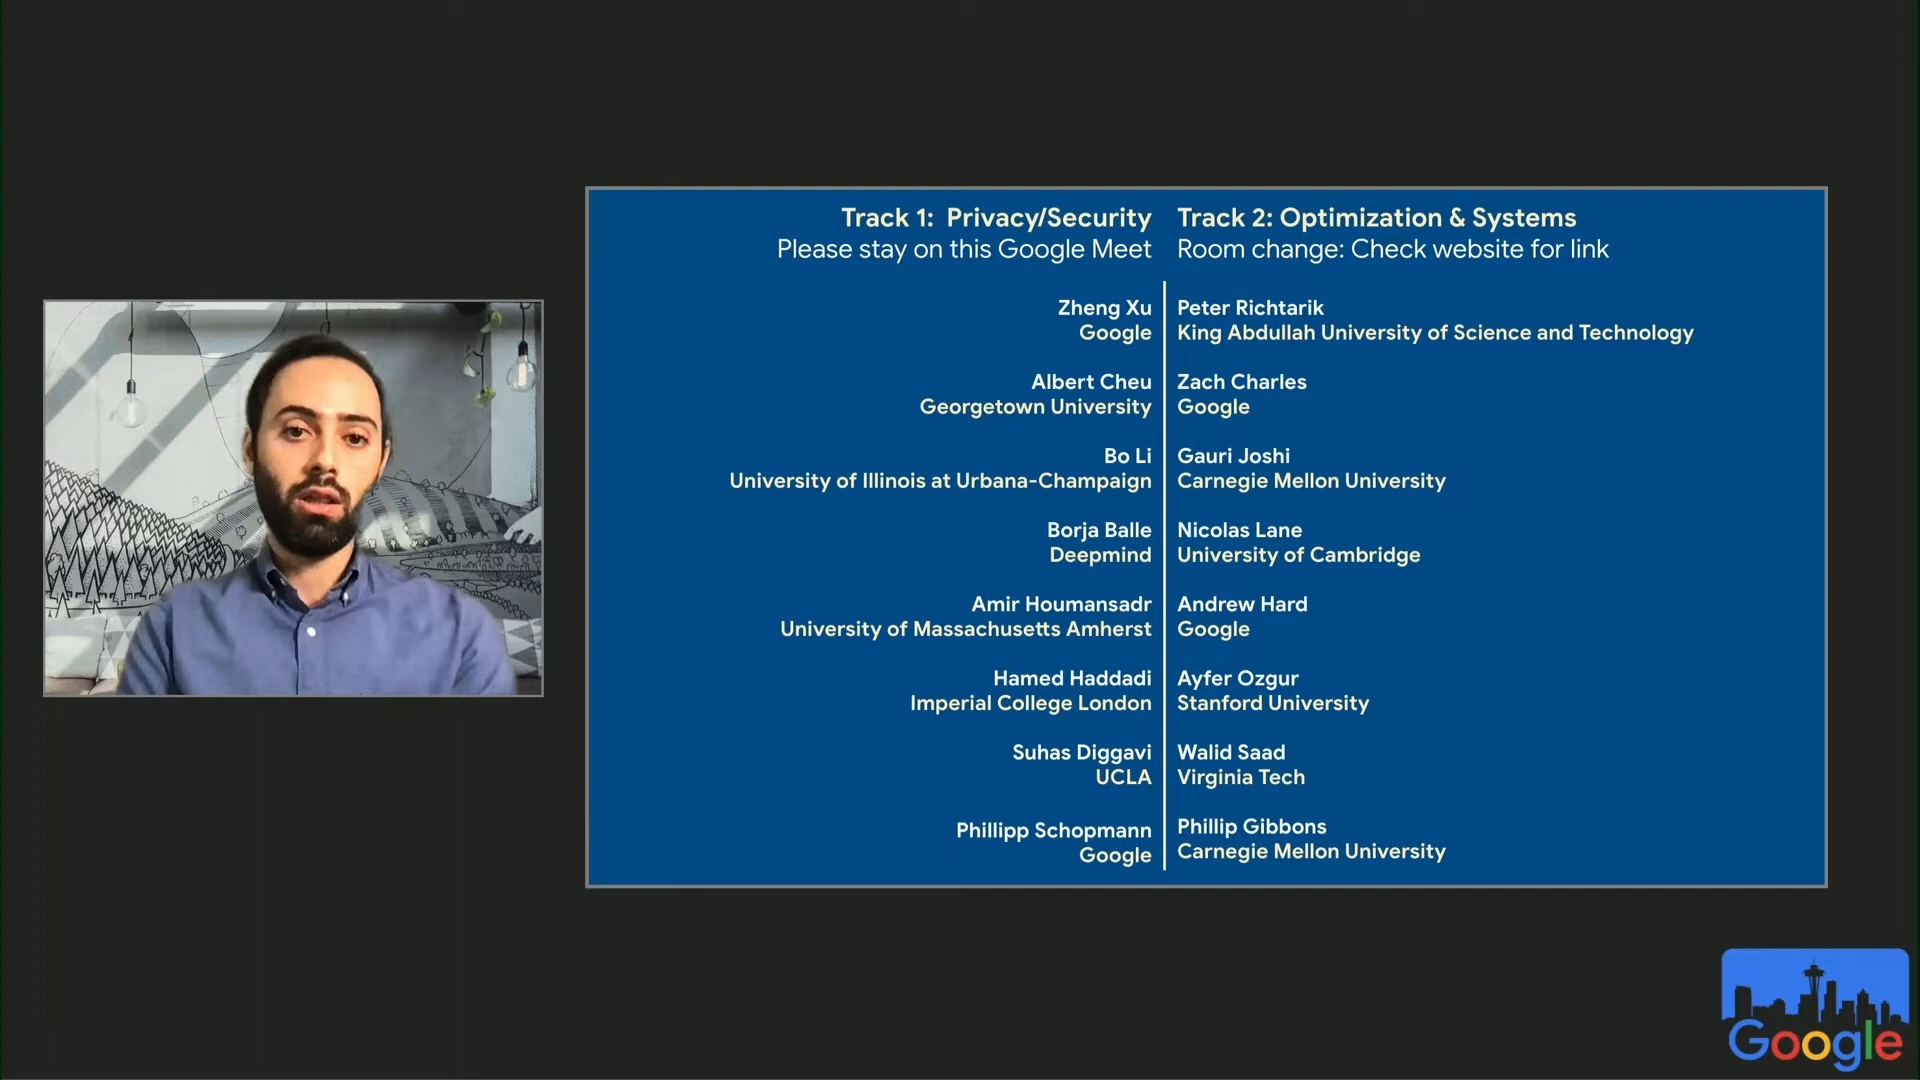 Track 1: Privacy/Security
Please stay on this Google Meet
Zheng Xu
Google
Albert Cheu
Georgetown University
Bo Li
University of Illinois at Urbana-Champaign
Borja Balle
Deepmind
Amir Houmansadr
University of Massachusetts Amherst
Hamed Haddadi
Imperial College London
Suhas Diggavi
UCLA
Phillipp Schopmann
Google
Track 2: Optimization & Systems
Room change: Check website for link
Peter Richtarik
King Abdullah University of Science and Technology
Zach Charles
Google
Gauri Joshi
Carnegie Mellon University
Nicolas Lane
University of Cambridge
Andrew Hard
Google
Ayfer Ozgur
Stanford University
Walid Saad
Virginia Tech
Phillip Gibbons
Carnegie Mellon University
Google